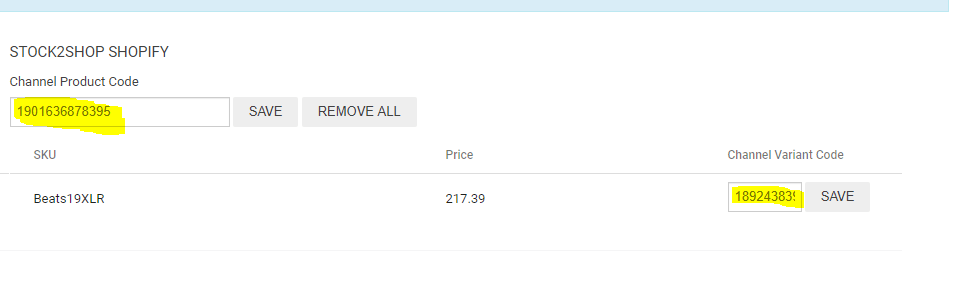 STOCK2SHOP SHOPIFY
Channel Product Code
1901636878395 SAVE REMOVE ALL
SKU Price Channel Variant Code
Beats19XLR 217.39 18924383 SAVE